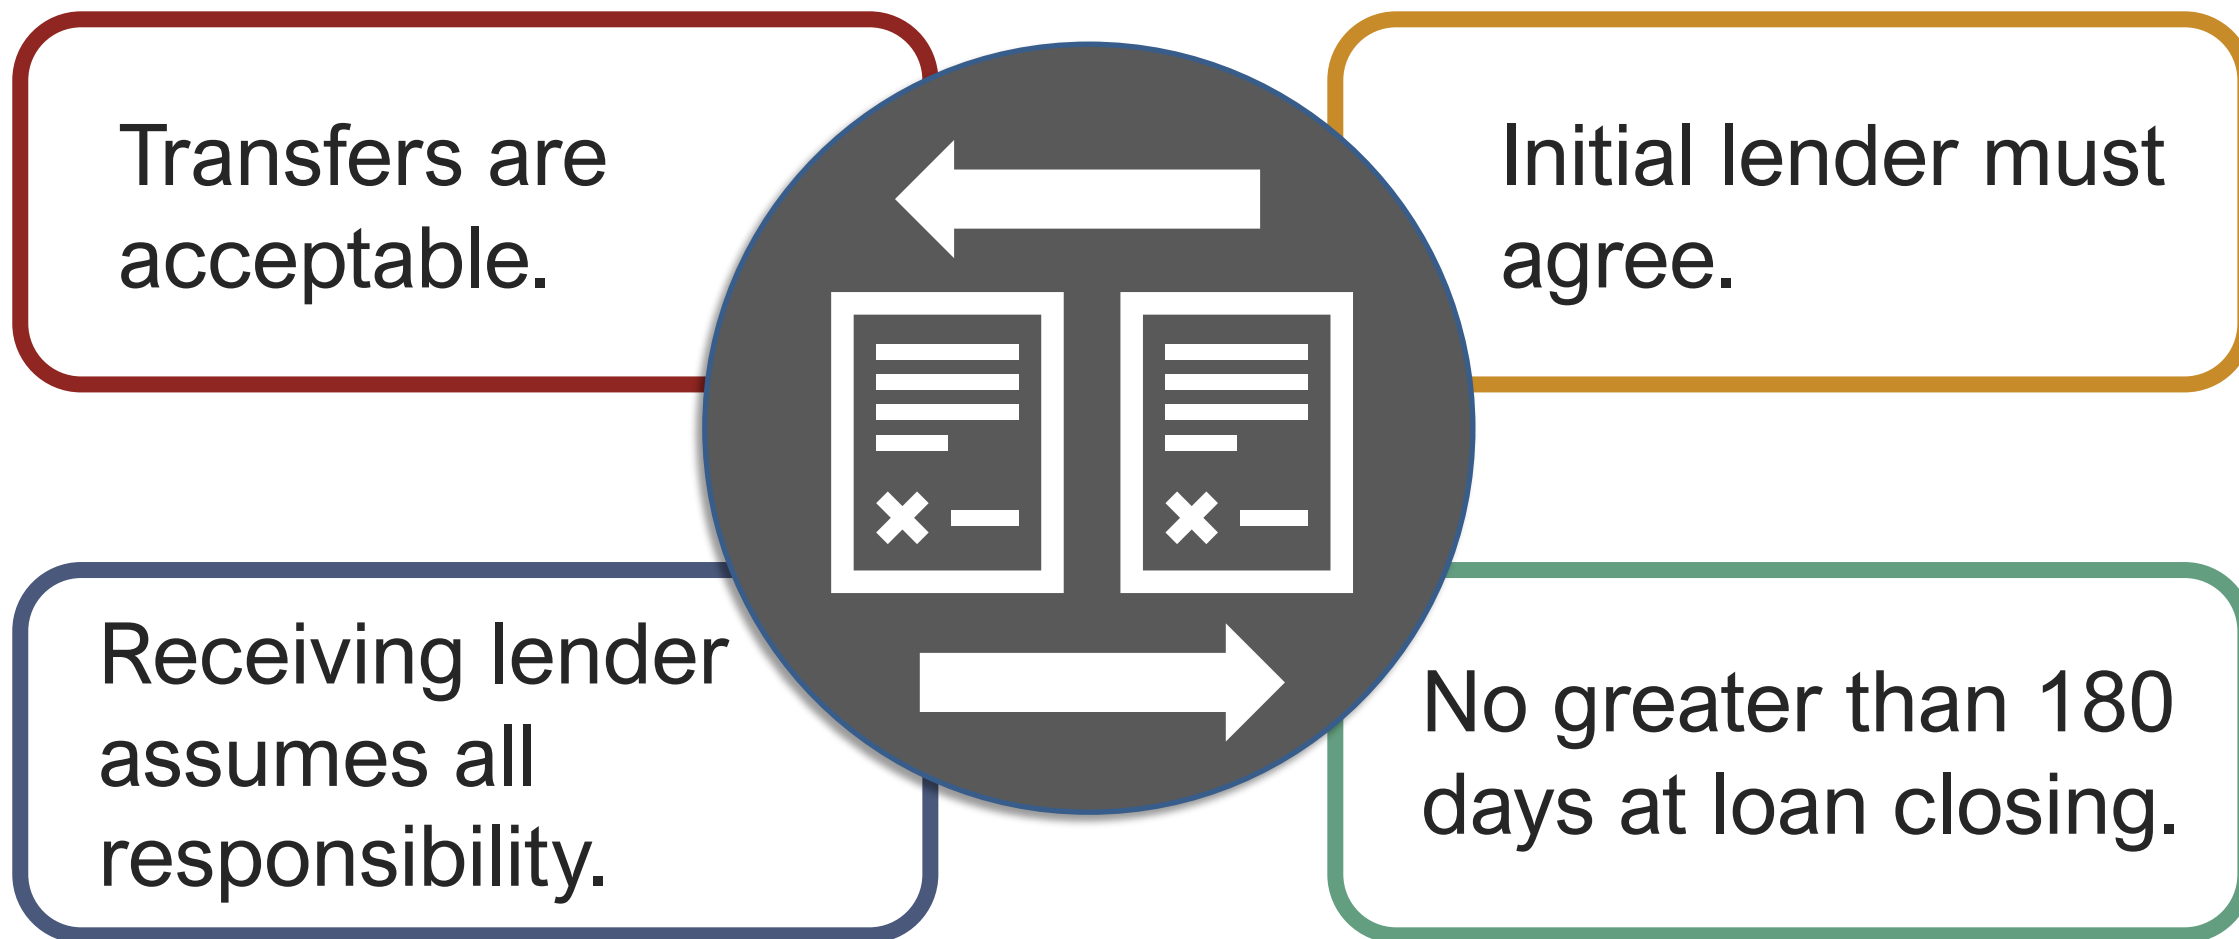 Transfers are
acceptable.
Initial lender must
agree.
Receiving lender
assumes all
responsibility.
No greater than 180
days at loan closing.